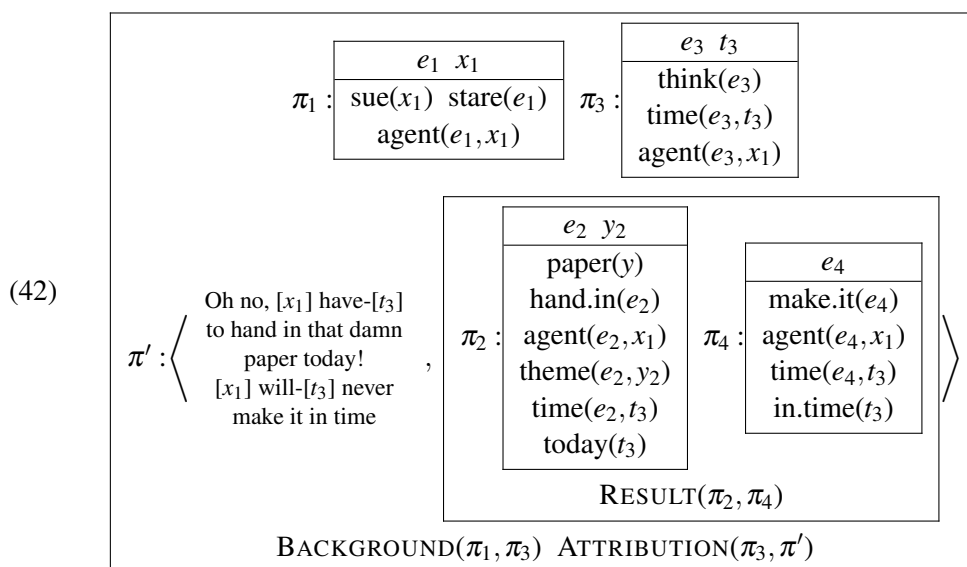 e₃ t₃
e₁ x₁ think(e₃)
π₁ : sue(x₁) stare(e₁) π₃ : time(e₃,t₃)
agent(e₁,x₁) agent(e₃,x₁)
e₂ y₂
paper(y) e₄
(42) Oh no, [x₁] have-[t₃] hand.in(e₂) make.it(e₄)
to hand in that damn
π′ : ⟨ paper today! , π₂ : agent(e₂,x₁) π₄ : agent(e₄,x₁) ⟩
[x₁] will-[t₃] never theme(e₂,y₂) time(e₄,t₃)
make it in time time(e₂,t₃) in.time(t₃)
today(t₃)
RESULT(π₂,π₄)
BACKGROUND(π₁,π₃) ATTRIBUTION(π₃,π′)